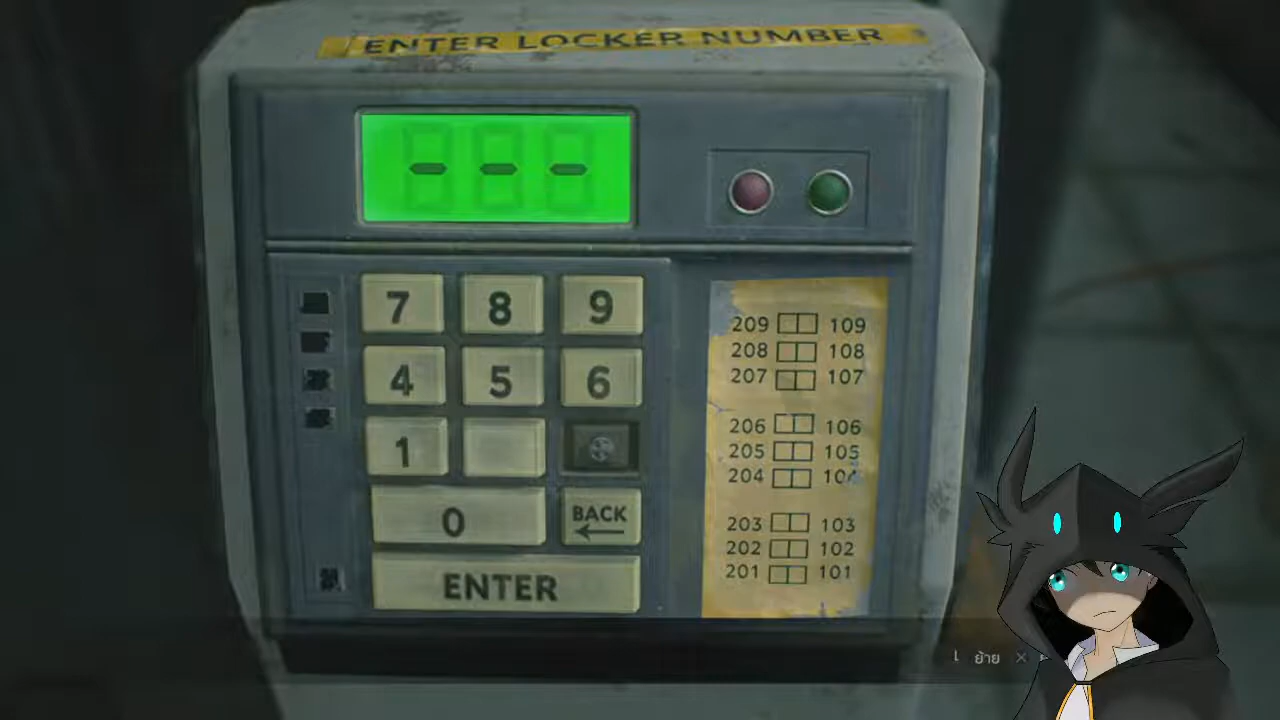 ENTER LOCKER NUMBER
7 8 9
4 5 6
1
0 BACK
ENTER
209 109
208 108
207 107
206 106
205 105
204 104
203 103
202 102
201 101
L ย้าย